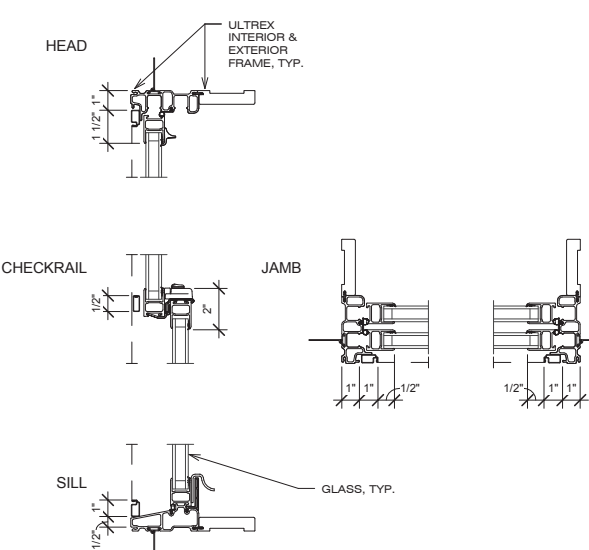 HEAD
ULTREX
INTERIOR &
EXTERIOR
FRAME, TYP.
1"
1 1/2"
CHECKRAIL
1/2"
2"
JAMB
1" 1" 1/2"
1/2" 1" 1"
SILL
1"
1/2"
GLASS, TYP.